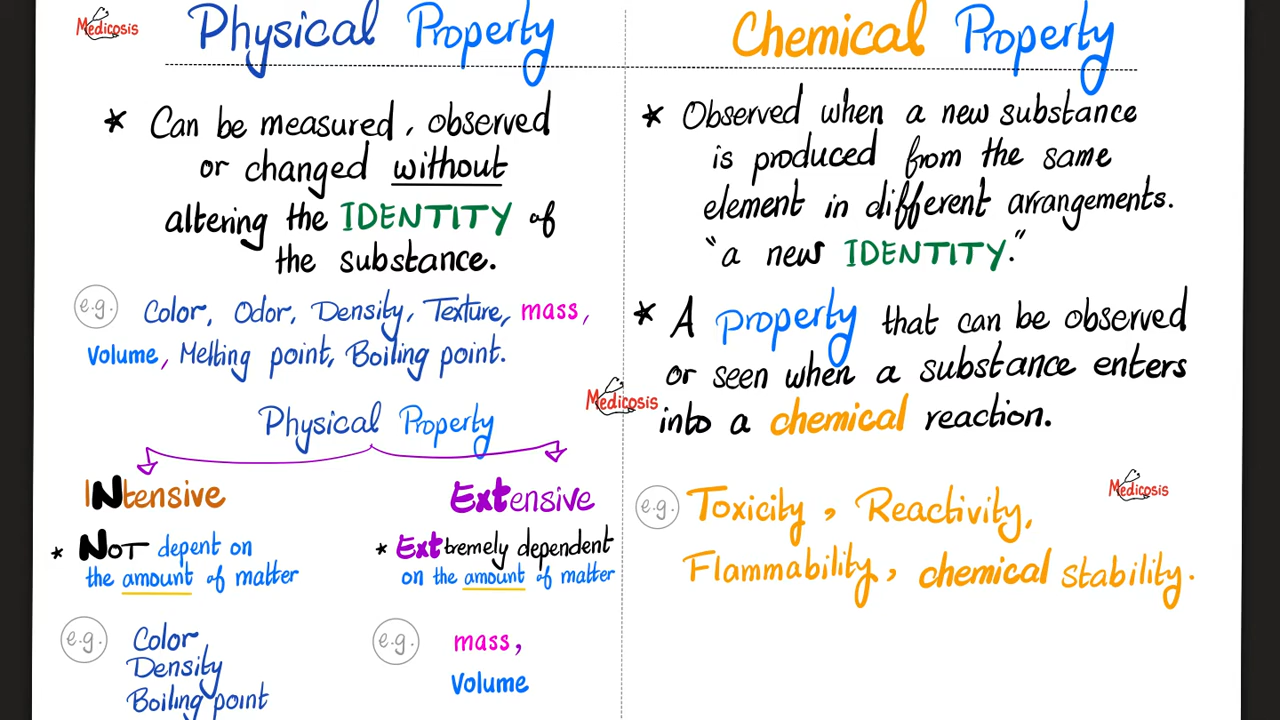 Medicosis
Physical Property
* Can be measured, observed
or changed without
altering the IDENTITY of
the substance.
e.g. Color, Odor, Density, Texture, mass,
Volume, Melting point, Boiling point.
Physical Property
INtensive
* NOT depent on
the amount of matter
e.g. Color,
Density
Boiling point
Extensive
* Extremely dependent
on the amount of matter
e.g. mass,
Volume
Chemical Property
* Observed when a new substance
is produced from the same
element in different arrangements.
"a new IDENTITY."
* A property that can be observed
or seen when a substance enters
into a chemical reaction.
Medicosis
Medicosis
e.g. Toxicity, Reactivity,
Flammability, chemical stability.